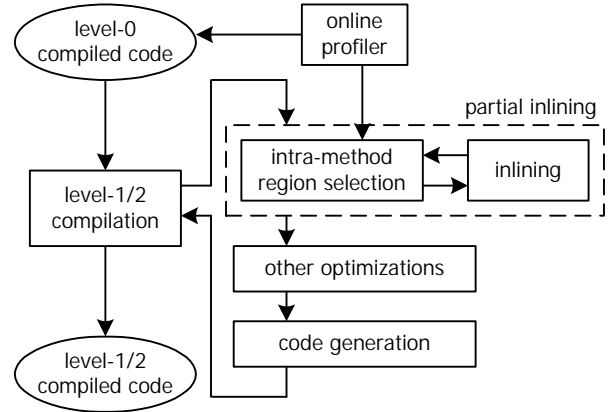 level-0
compiled code
online
profiler
partial inlining
intra-method
region selection
inlining
level-1/2
compilation
other optimizations
code generation
level-1/2
compiled code